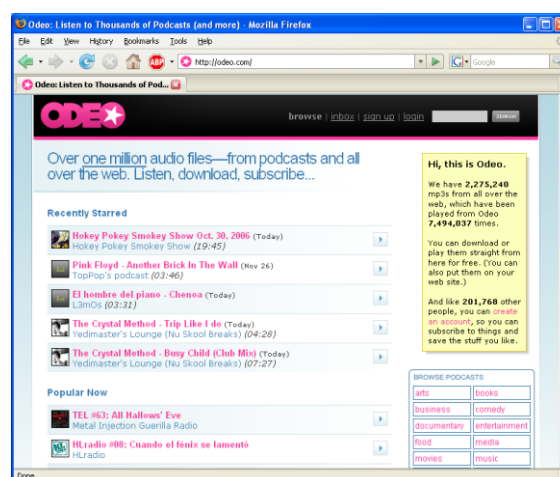 Odeo: Listen to Thousands of Podcasts (and more) - Mozilla Firefox
File Edit View History Bookmarks Tools Help
ABP http://odeo.com/ G Google
Odeo: Listen to Thousands of Pod...
ODEO
browse | inbox | sign up | login SEARCH
Over one million audio files—from podcasts and all
over the web. Listen, download, subscribe...
Recently Starred
Hokey Pokey Smokey Show Oct. 30, 2006 (Today)
Hokey Pokey Smokey Show (19:45)
Pink Floyd - Another Brick In The Wall (Nov 26)
TopPop's podcast (03:46)
El hombre del piano - Chenoa (Today)
L3mOs (03:31)
The Crystal Method - Trip Like I do (Today)
Yedimaster's Lounge (Nu Skool Breaks) (04:28)
The Crystal Method - Busy Child (Club Mix) (Today)
Yedimaster's Lounge (Nu Skool Breaks) (07:27)
Popular Now
TEL #63: All Hallows' Eve
Metal Injection Guerilla Radio
HLradio #08: Cuando el fénix se lamentó
HLradio
Hi, this is Odeo.
We have 2,275,240
mp3s from all over the
web, which have been
played from Odeo
7,494,037 times.
You can download or
play them straight from
here for free. (You can
also put them on your
web site.)
And like 201,768 other
people, you can create
an account, so you can
subscribe to things and
save the stuff you like.
BROWSE PODCASTS
arts books
business comedy
documentary entertainment
food media
movies music
Done